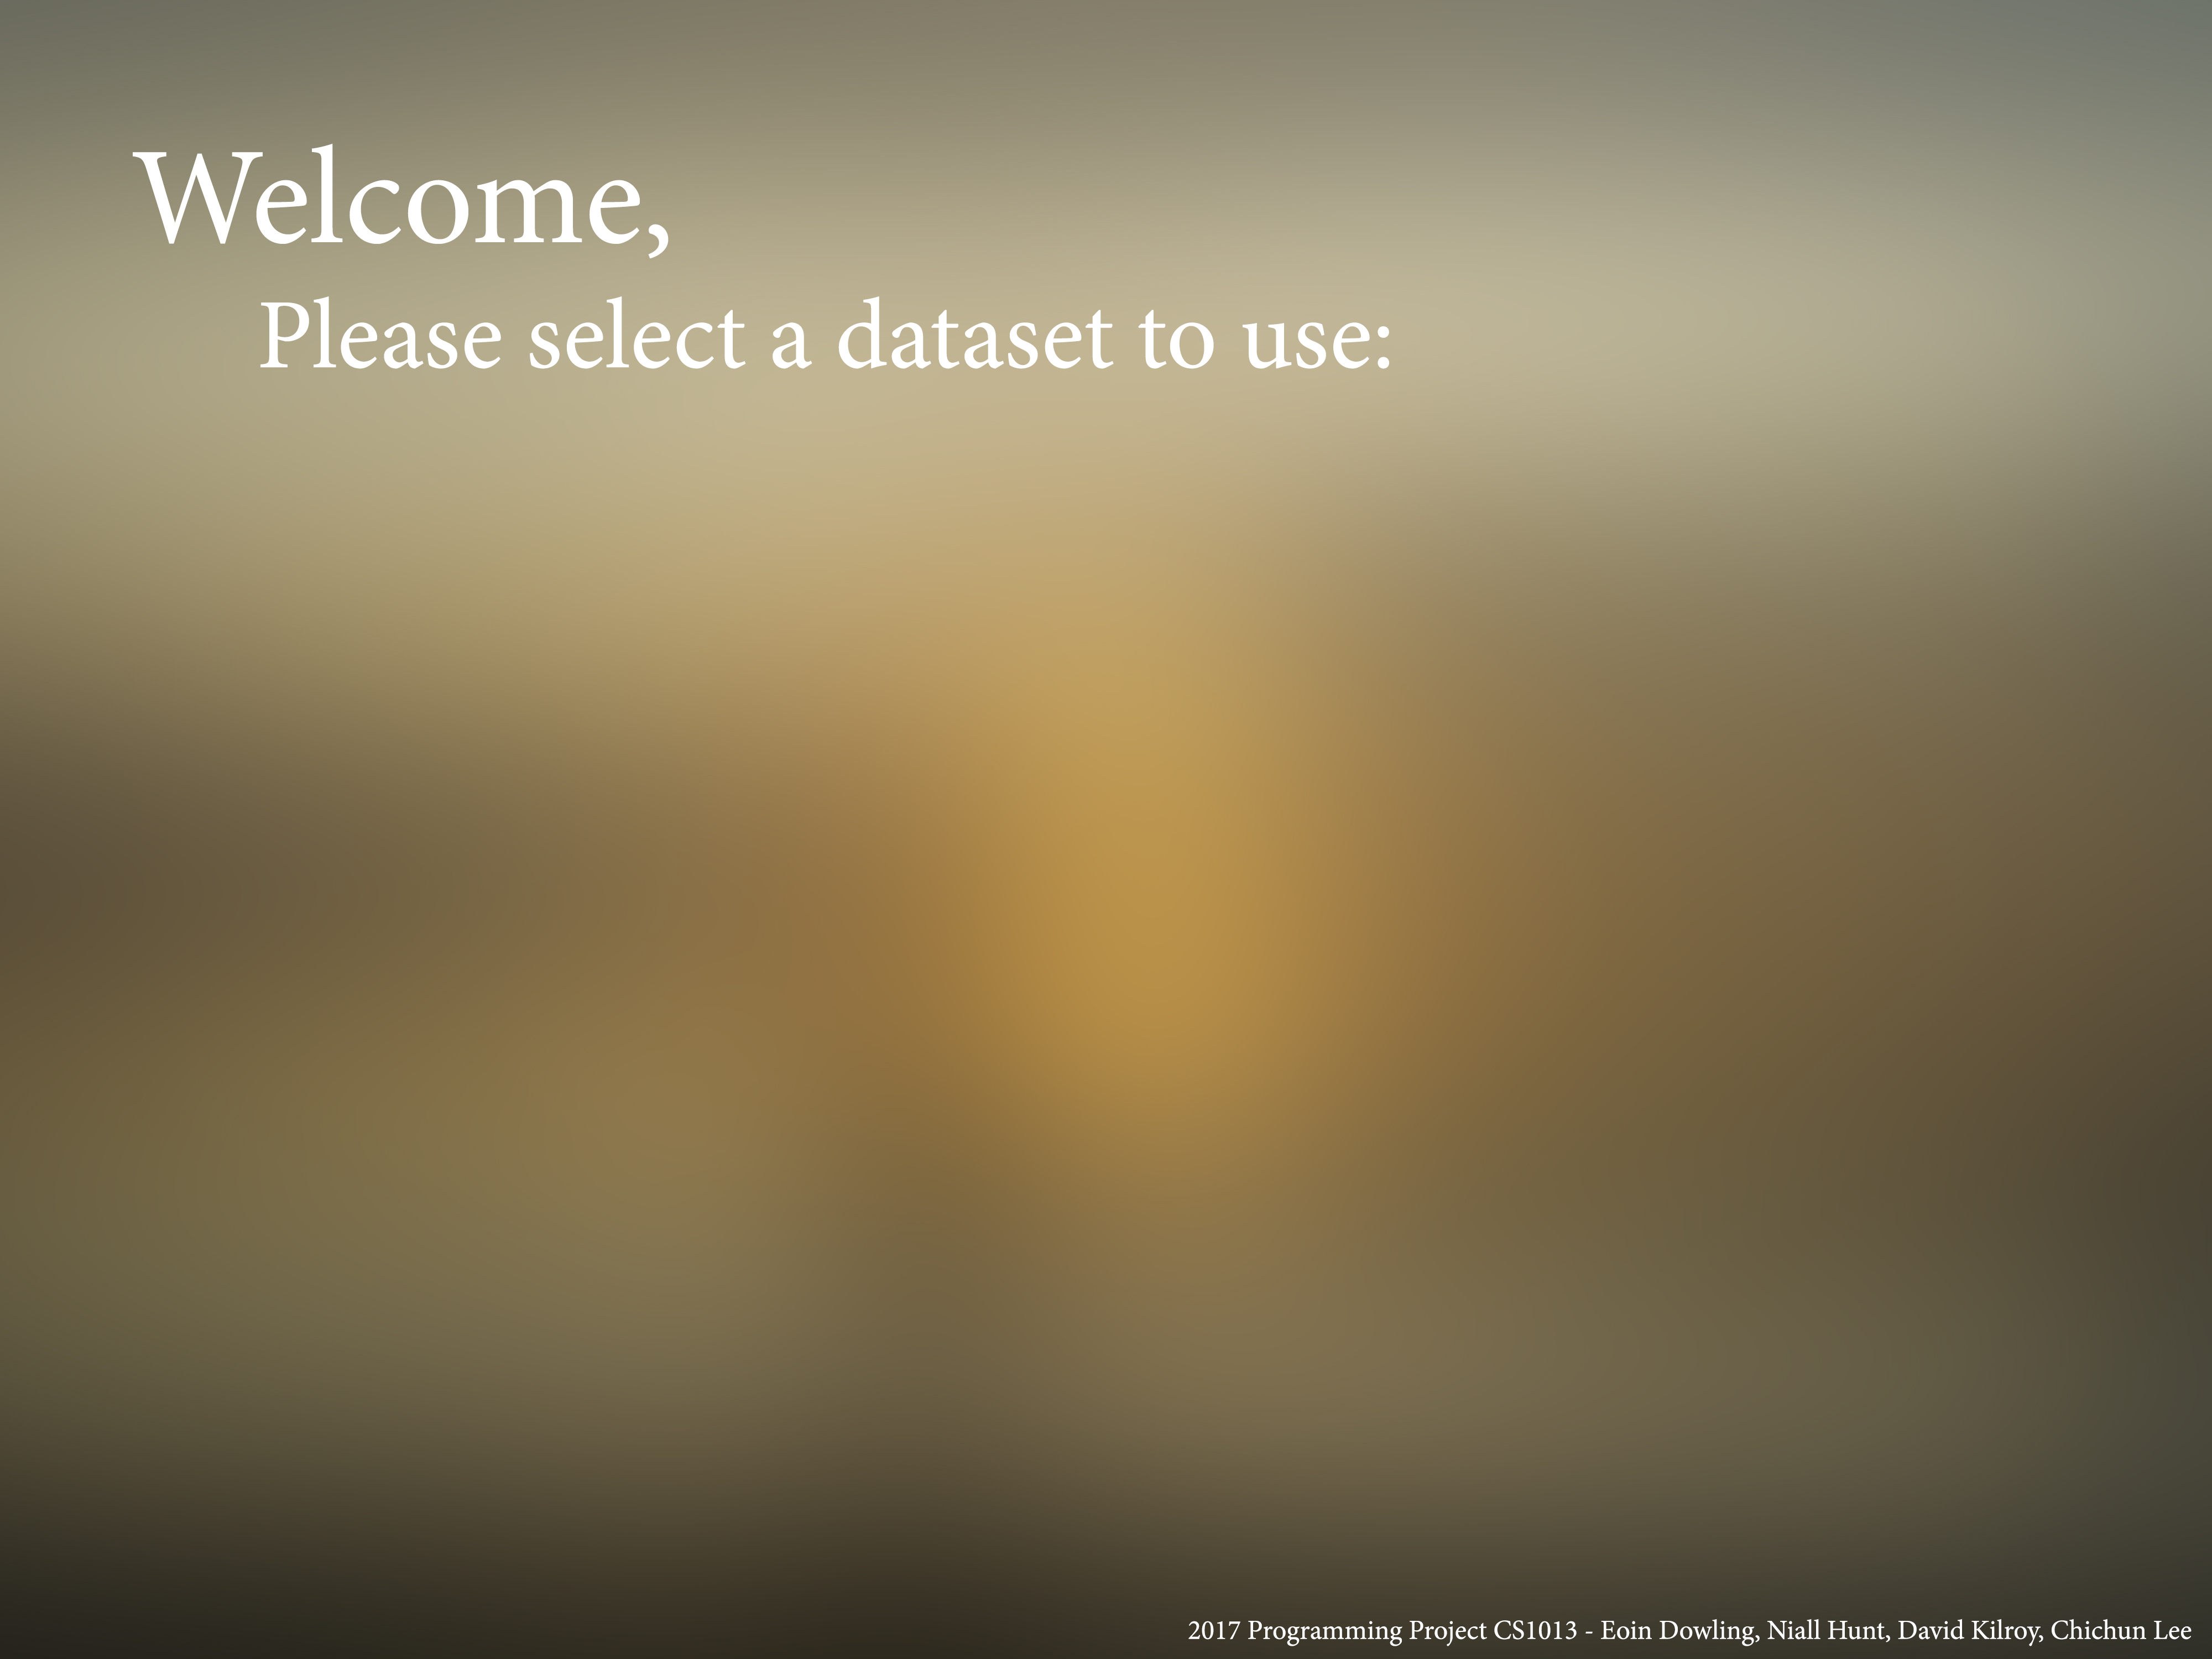 Welcome,
Please select a dataset to use:
2017 Programming Project CS1013 - Eoin Dowling, Niall Hunt, David Kilroy, Chichun Lee